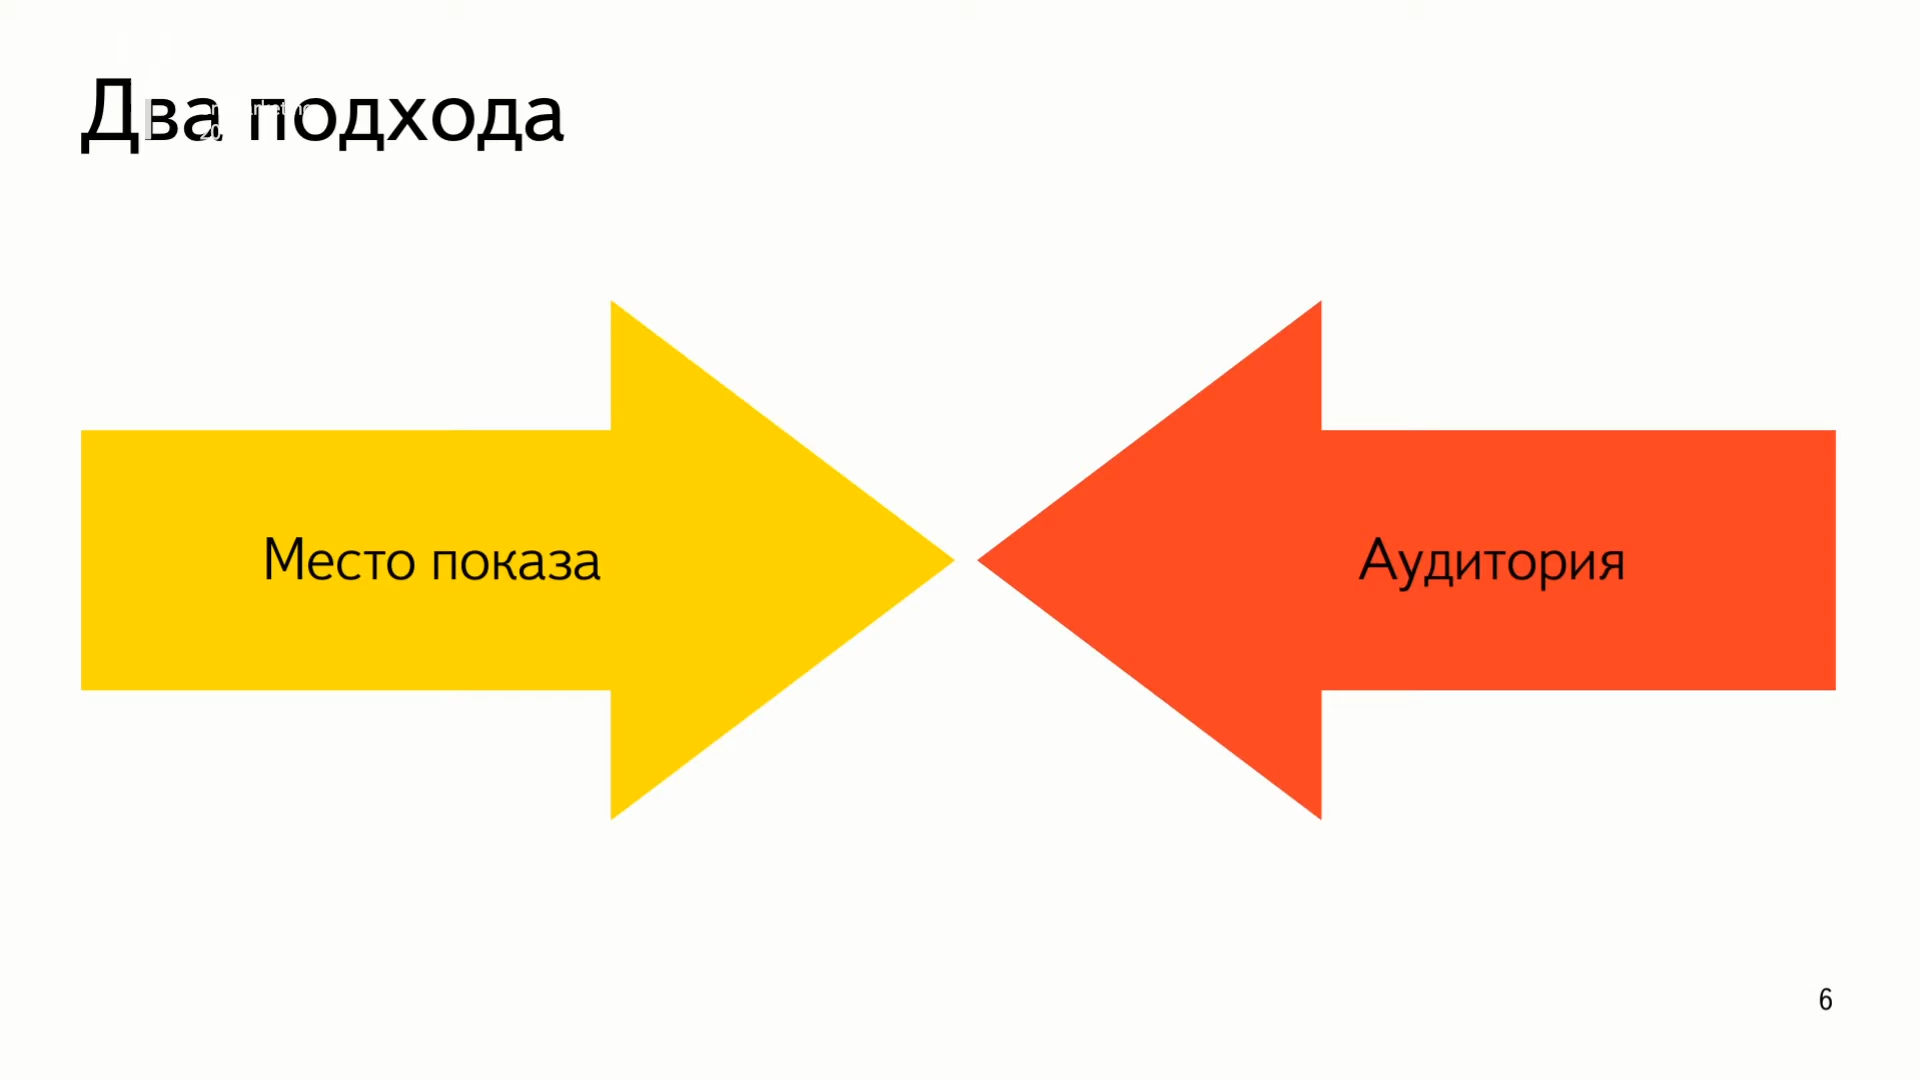 Два подхода
Место показа
Аудитория
6